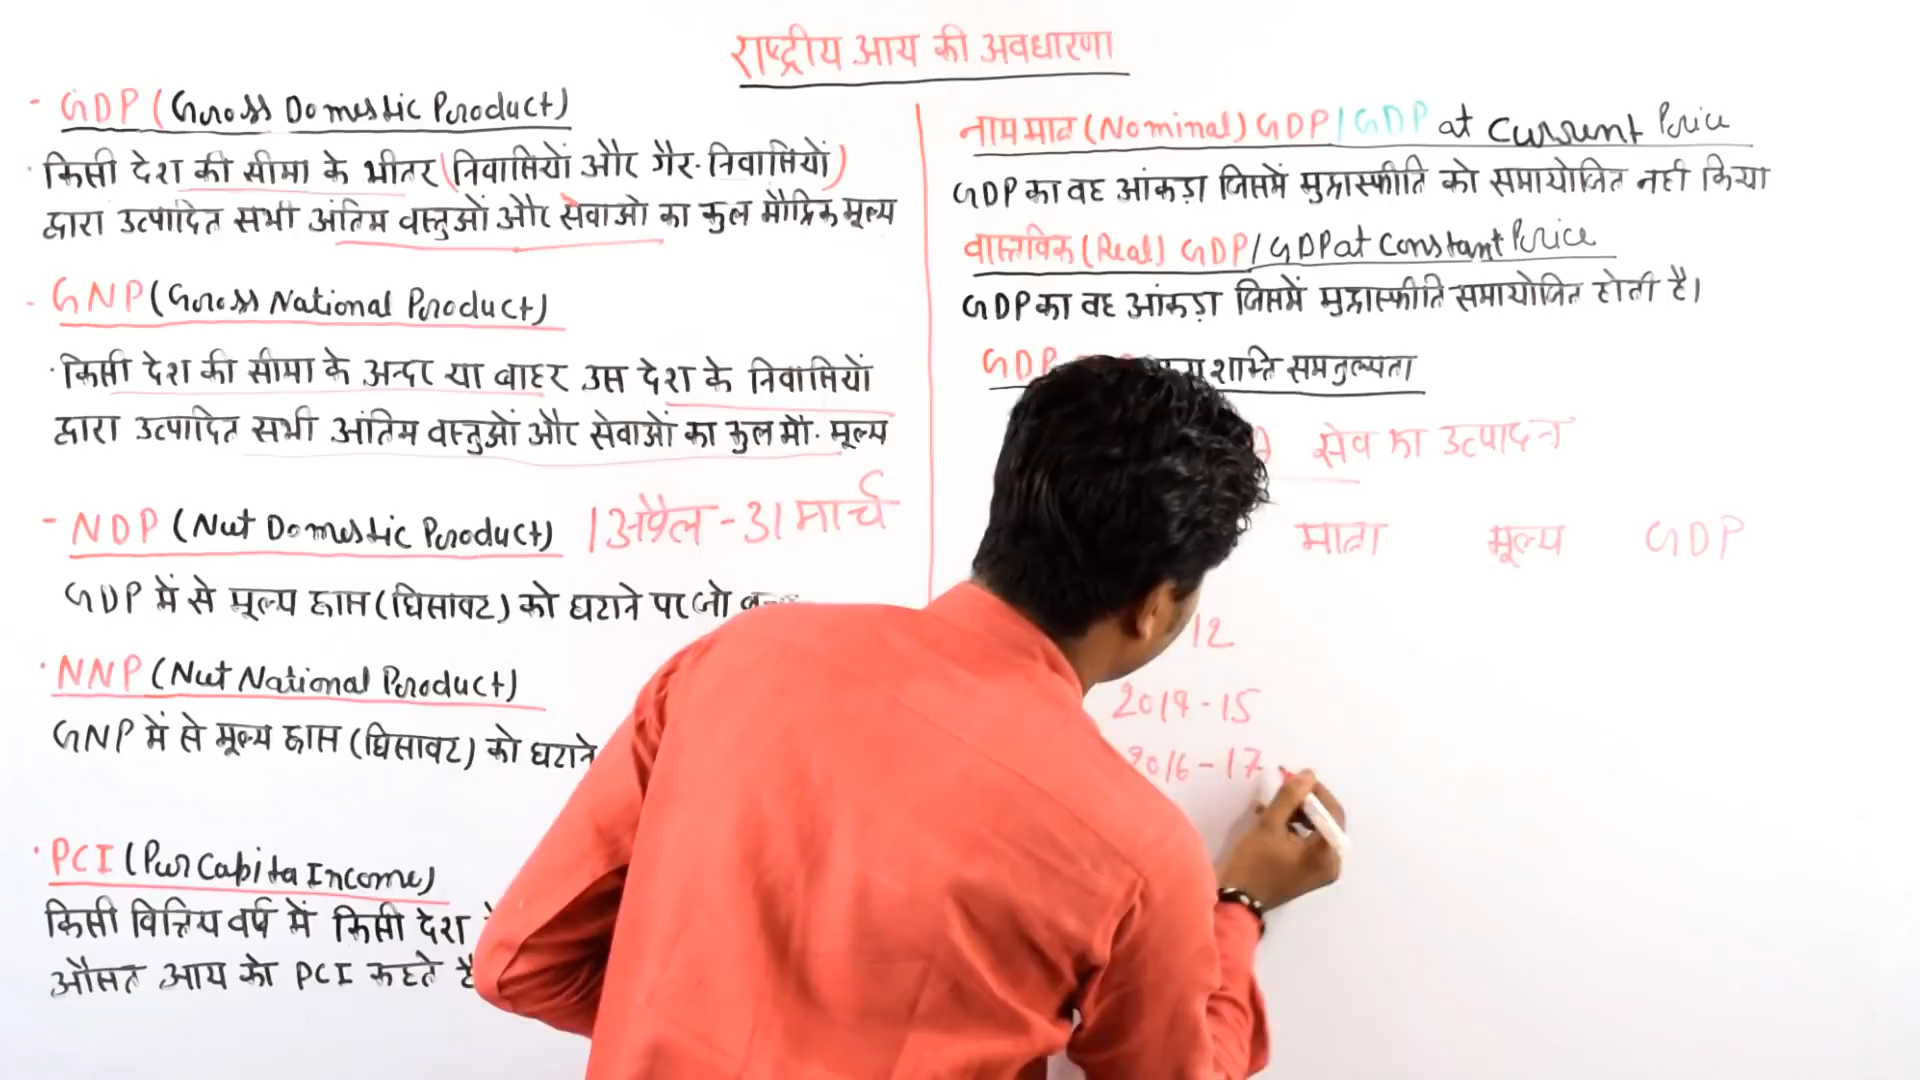 राष्ट्रीय आय की अवधारणा
- GDP (Gross Domestic Product)
· किसी देश की सीमा के भीतर (निवासियों और गैर-निवासियों)
द्वारा उत्पादित सभी अंतिम वस्तुओं और सेवाओ का कुल मौद्रिक मूल्य
- GNP (Gross National Product)
· किसी देश की सीमा के अन्दर या बाहर उस देश के निवासियों
द्वारा उत्पादित सभी अंतिम वस्तुओं और सेवाओं का कुल मौ. मूल्य
- NDP (Net Domestic Product) 1 अप्रैल - 31 मार्च
GDP में से मूल्य ह्रास (घिसावट) को घटाने पर जो
· NNP (Net National Product)
GNP में से मूल्य ह्रास (घिसावट) को घटाने
· PCI (Per Capita Income)
किसी वित्तिय वर्ष में किसी देश
औसत आय को PCI कहते है
नाम मात्र (Nominal) GDP / GDP at Current Price
GDP का वह आंकड़ा जिसमें मुद्रास्फीति को समायोजित नही किया
वास्तविक (Real) GDP / GDP at Constant Price
GDP का वह आंकड़ा जिसमें मुद्रास्फीति समायोजित होती है।
GDP शक्ति समतुल्यता
सेव का उत्पादन
मात्रा मूल्य GDP
12
2014 - 15
2016 - 17